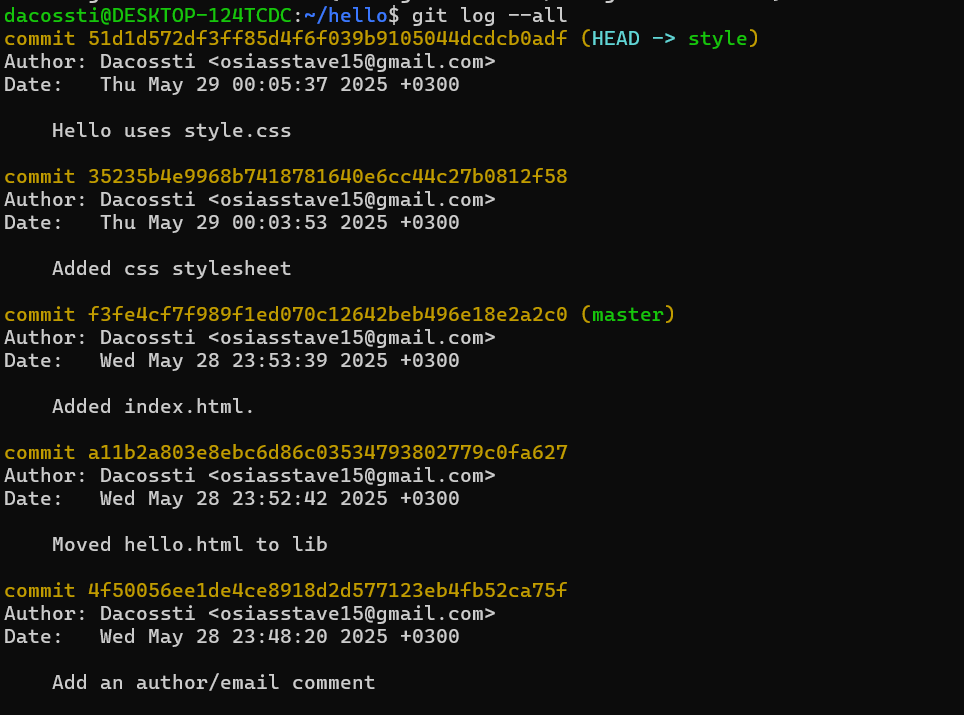 dacossti@DESKTOP-124TCDC:~/hello$ git log --all
commit 51d1d572df3ff85d4f6f039b9105044dcdcb0adf (HEAD -> style)
Author: Dacossti <osiasstave15@gmail.com>
Date:   Thu May 29 00:05:37 2025 +0300

    Hello uses style.css

commit 35235b4e9968b7418781640e6cc44c27b0812f58
Author: Dacossti <osiasstave15@gmail.com>
Date:   Thu May 29 00:03:53 2025 +0300

    Added css stylesheet

commit f3fe4cf7f989f1ed070c12642beb496e18e2a2c0 (master)
Author: Dacossti <osiasstave15@gmail.com>
Date:   Wed May 28 23:53:39 2025 +0300

    Added index.html.

commit a11b2a803e8ebc6d86c03534793802779c0fa627
Author: Dacossti <osiasstave15@gmail.com>
Date:   Wed May 28 23:52:42 2025 +0300

    Moved hello.html to lib

commit 4f50056ee1de4ce8918d2d577123eb4fb52ca75f
Author: Dacossti <osiasstave15@gmail.com>
Date:   Wed May 28 23:48:20 2025 +0300

    Add an author/email comment